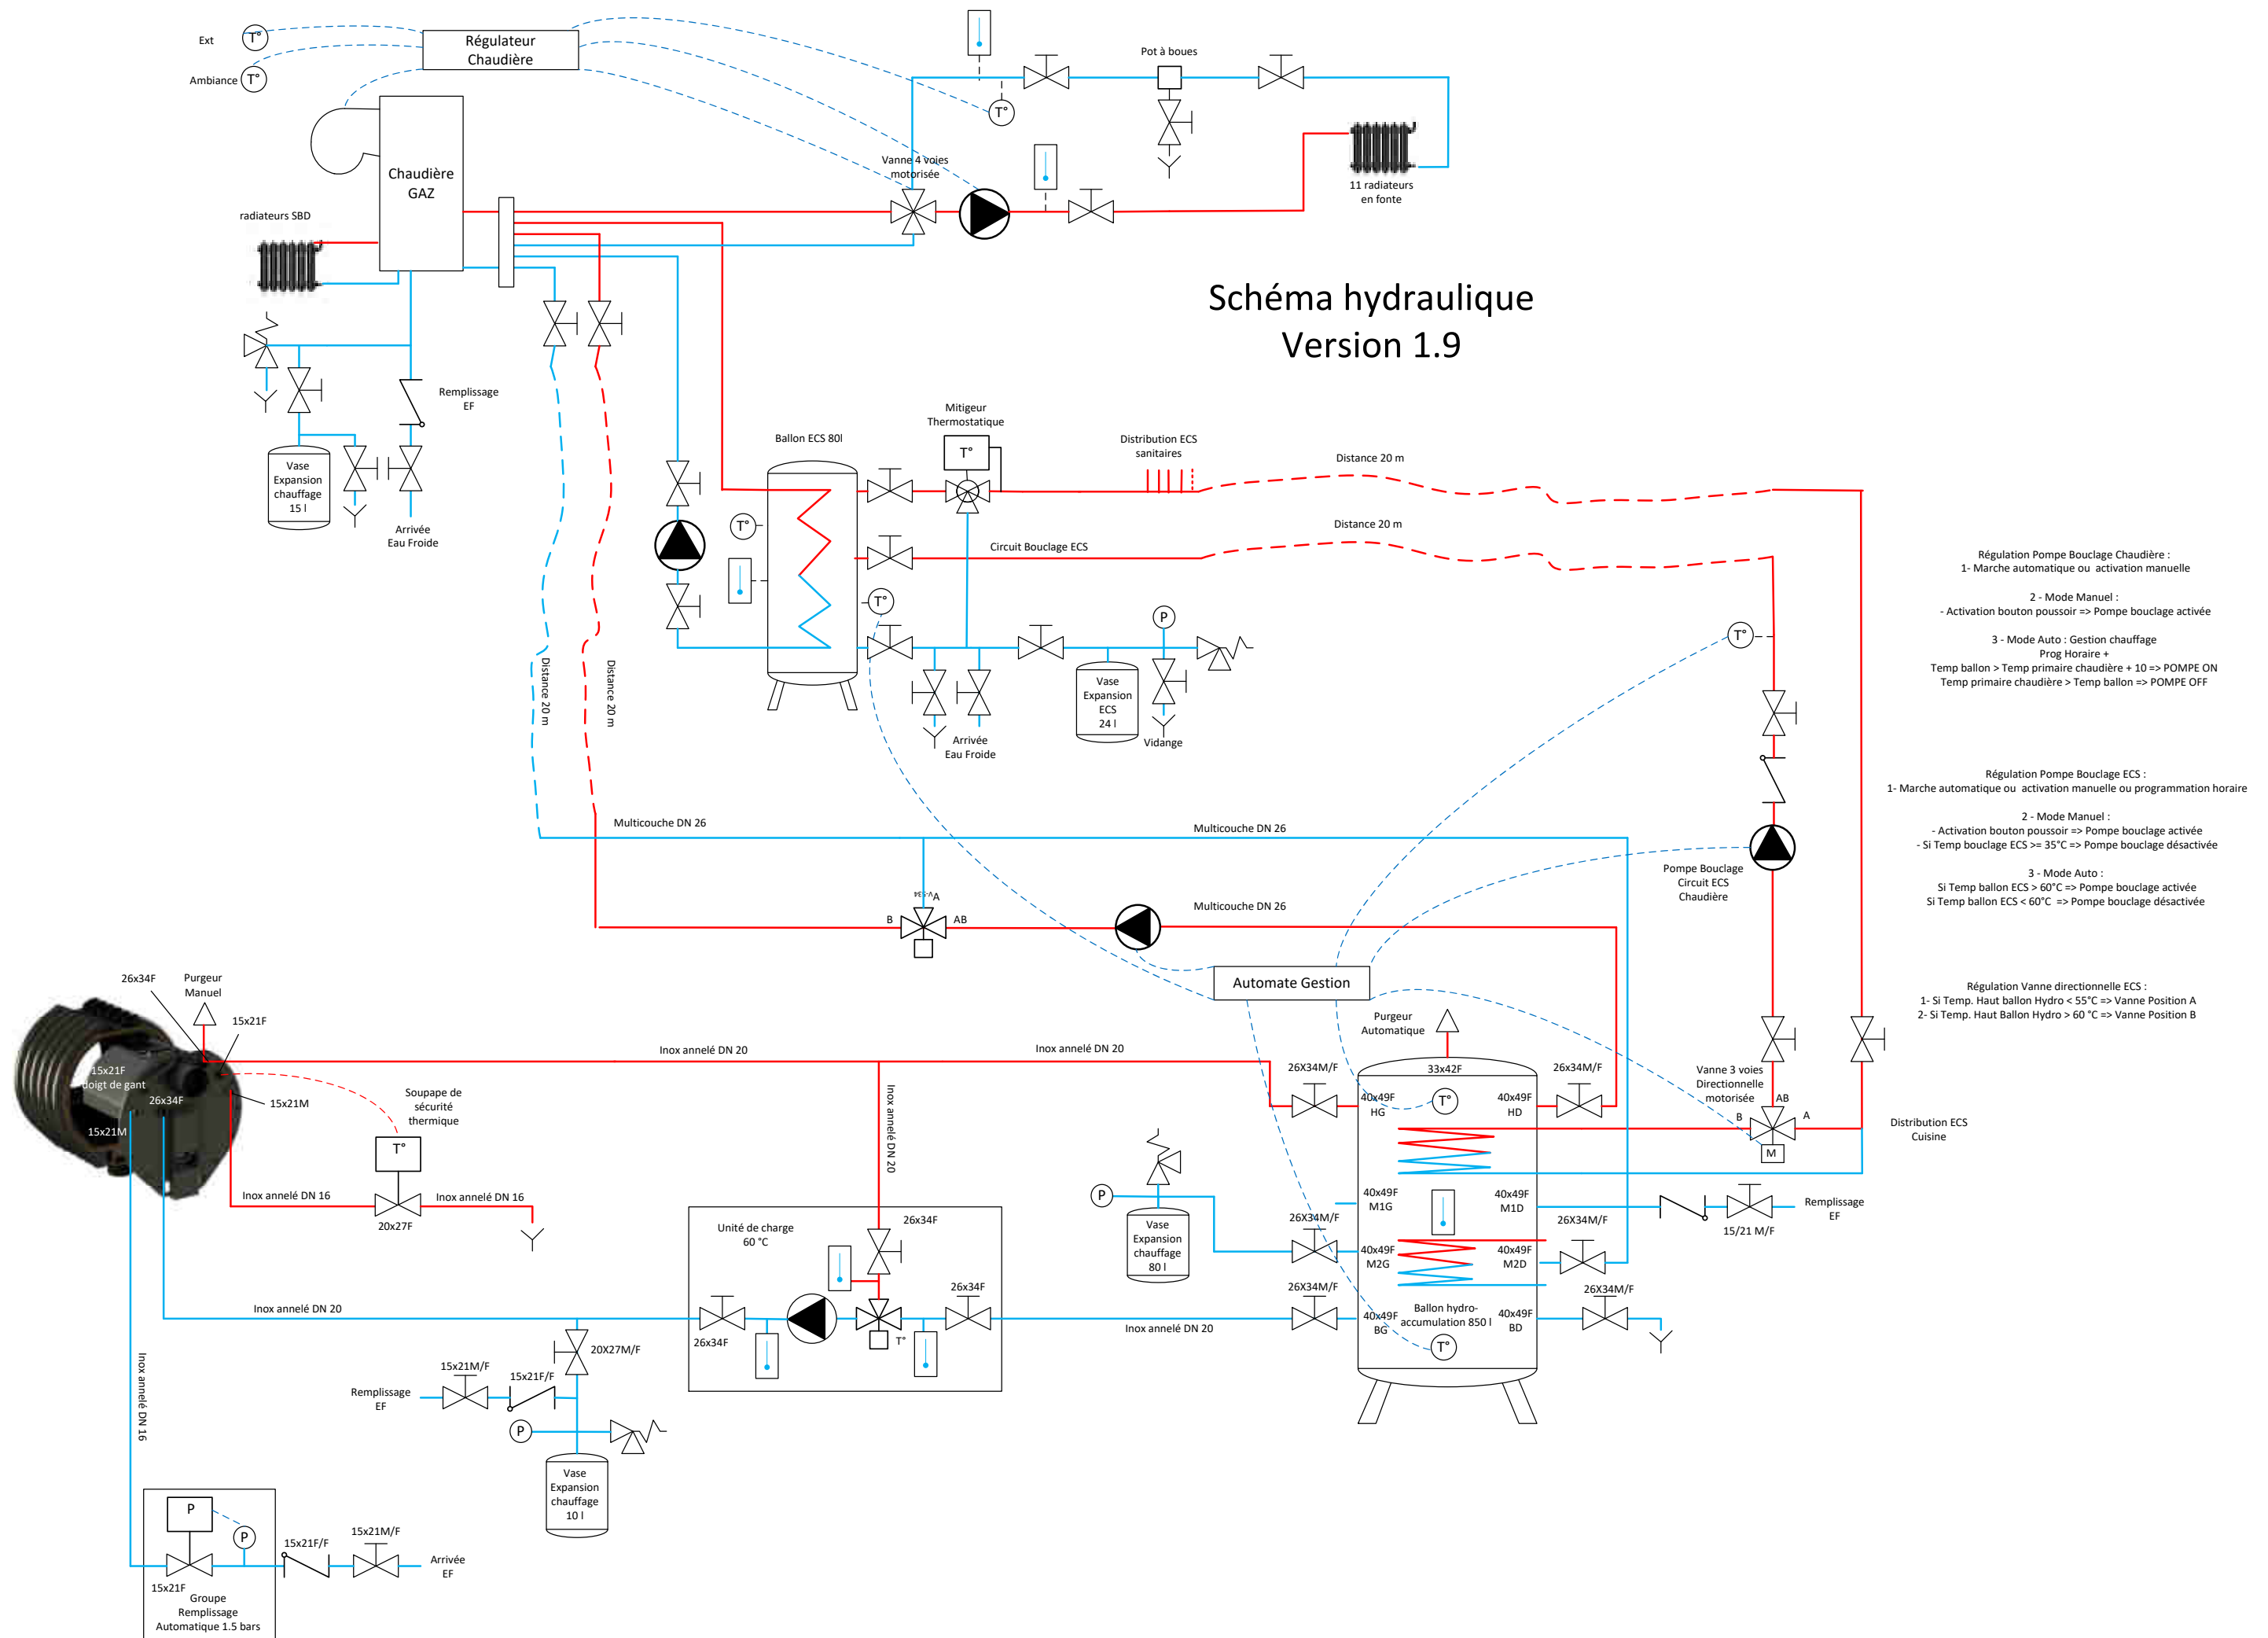 Ext
Ambiance
T°
T°
Régulateur
Chaudière
Pot à boues
T°
Vanne 4 voies
motorisée
Chaudière
GAZ
11 radiateurs
en fonte
radiateurs SBD
Schéma hydraulique
Version 1.9
Remplissage
EF
Vase
Expansion
chauffage
15 l
Arrivée
Eau Froide
Mitigeur
Thermostatique
T°
Ballon ECS 80l
Distribution ECS
sanitaires
Distance 20 m
T°
Distance 20 m
Circuit Bouclage ECS
T°
P
T°
Distance 20 m
Distance 20 m
Vase
Expansion
ECS
24 l
Arrivée
Eau Froide
Vidange
Régulation Pompe Bouclage Chaudière :
1- Marche automatique ou activation manuelle
2 - Mode Manuel :
- Activation bouton poussoir => Pompe bouclage activée
3 - Mode Auto : Gestion chauffage
Prog Horaire +
Temp ballon > Temp primaire chaudière + 10 => POMPE ON
Temp primaire chaudière > Temp ballon => POMPE OFF
Régulation Pompe Bouclage ECS :
1- Marche automatique ou activation manuelle ou programmation horaire
2 - Mode Manuel :
- Activation bouton poussoir => Pompe bouclage activée
- Si Temp bouclage ECS >= 35°C => Pompe bouclage désactivée
3 - Mode Auto :
Si Temp ballon ECS > 60°C => Pompe bouclage activée
Si Temp ballon ECS < 60°C => Pompe bouclage désactivée
Régulation Vanne directionnelle ECS :
1- Si Temp. Haut ballon Hydro < 55°C => Vanne Position A
2- Si Temp. Haut Ballon Hydro > 60 °C => Vanne Position B
Multicouche DN 26
Multicouche DN 26
Pompe Bouclage
Circuit ECS
Chaudière
A
B
AB
Multicouche DN 26
Automate Gestion
26x34F
Purgeur
Manuel
15x21F
15x21F
doigt de gant
26x34F
15x21M
15x21M
Inox annelé DN 20
Inox annelé DN 20
Soupape de
sécurité
thermique
T°
Inox annelé DN 16
Inox annelé DN 16
20x27F
Inox annelé DN 20
Purgeur
Automatique
26X34M/F
33x42F
26x34M/F
40x49F
HG
T°
40x49F
HD
Vanne 3 voies
Directionnelle
motorisée
AB
B
A
M
Distribution ECS
Cuisine
P
Vase
Expansion
chauffage
80 l
40x49F
M1G
40x49F
M1D
Remplissage
EF
15/21 M/F
26X34M/F
26X34M/F
40x49F
M2G
40x49F
M2D
26X34M/F
26X34M/F
Ballon hydro-
accumulation 850 l
40x49F
BG
40x49F
BD
T°
Unité de charge
60 °C
26x34F
26x34F
26x34F
T°
Inox annelé DN 20
Inox annelé DN 20
Inox annelé DN 16
20X27M/F
15x21M/F
15x21F/F
Remplissage
EF
P
Vase
Expansion
chauffage
10 l
P
P
15x21F/F
15x21M/F
Arrivée
EF
15x21F
Groupe
Remplissage
Automatique 1.5 bars